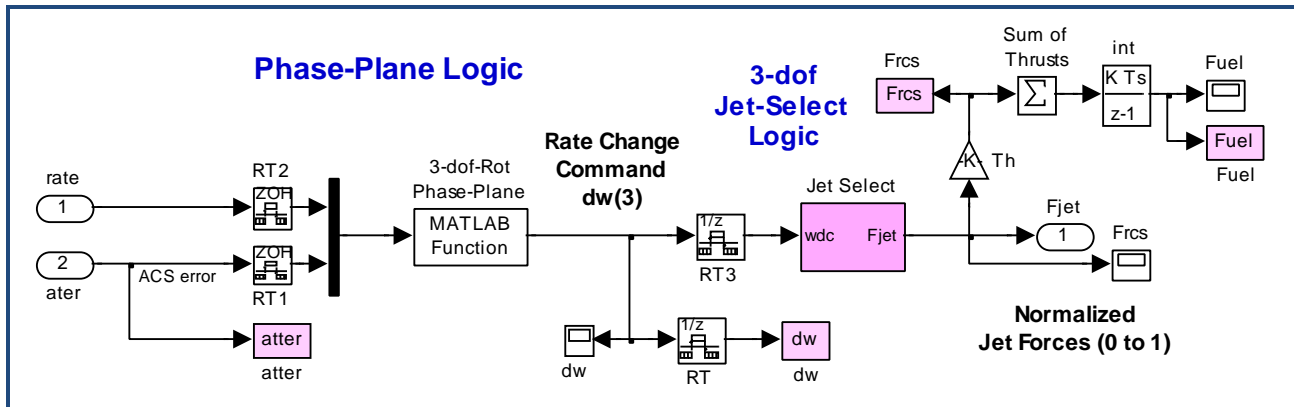 Phase-Plane Logic
3-dof
Jet-Select
Logic
Sum of
Thrusts
int
Frcs
Frcs
Σ
K Ts
z-1
Fuel
Fuel
Fuel
-K-
Th
Rate Change
Command
dw(3)
3-dof-Rot
Phase-Plane
MATLAB
Function
rate
1
RT2
ZOH
2
ater
ACS error
ZOH
RT1
atter
atter
1/z
RT3
Jet Select
wdc
Fjet
Fjet
1
Frcs
dw
1/z
RT
dw
dw
Normalized
Jet Forces (0 to 1)